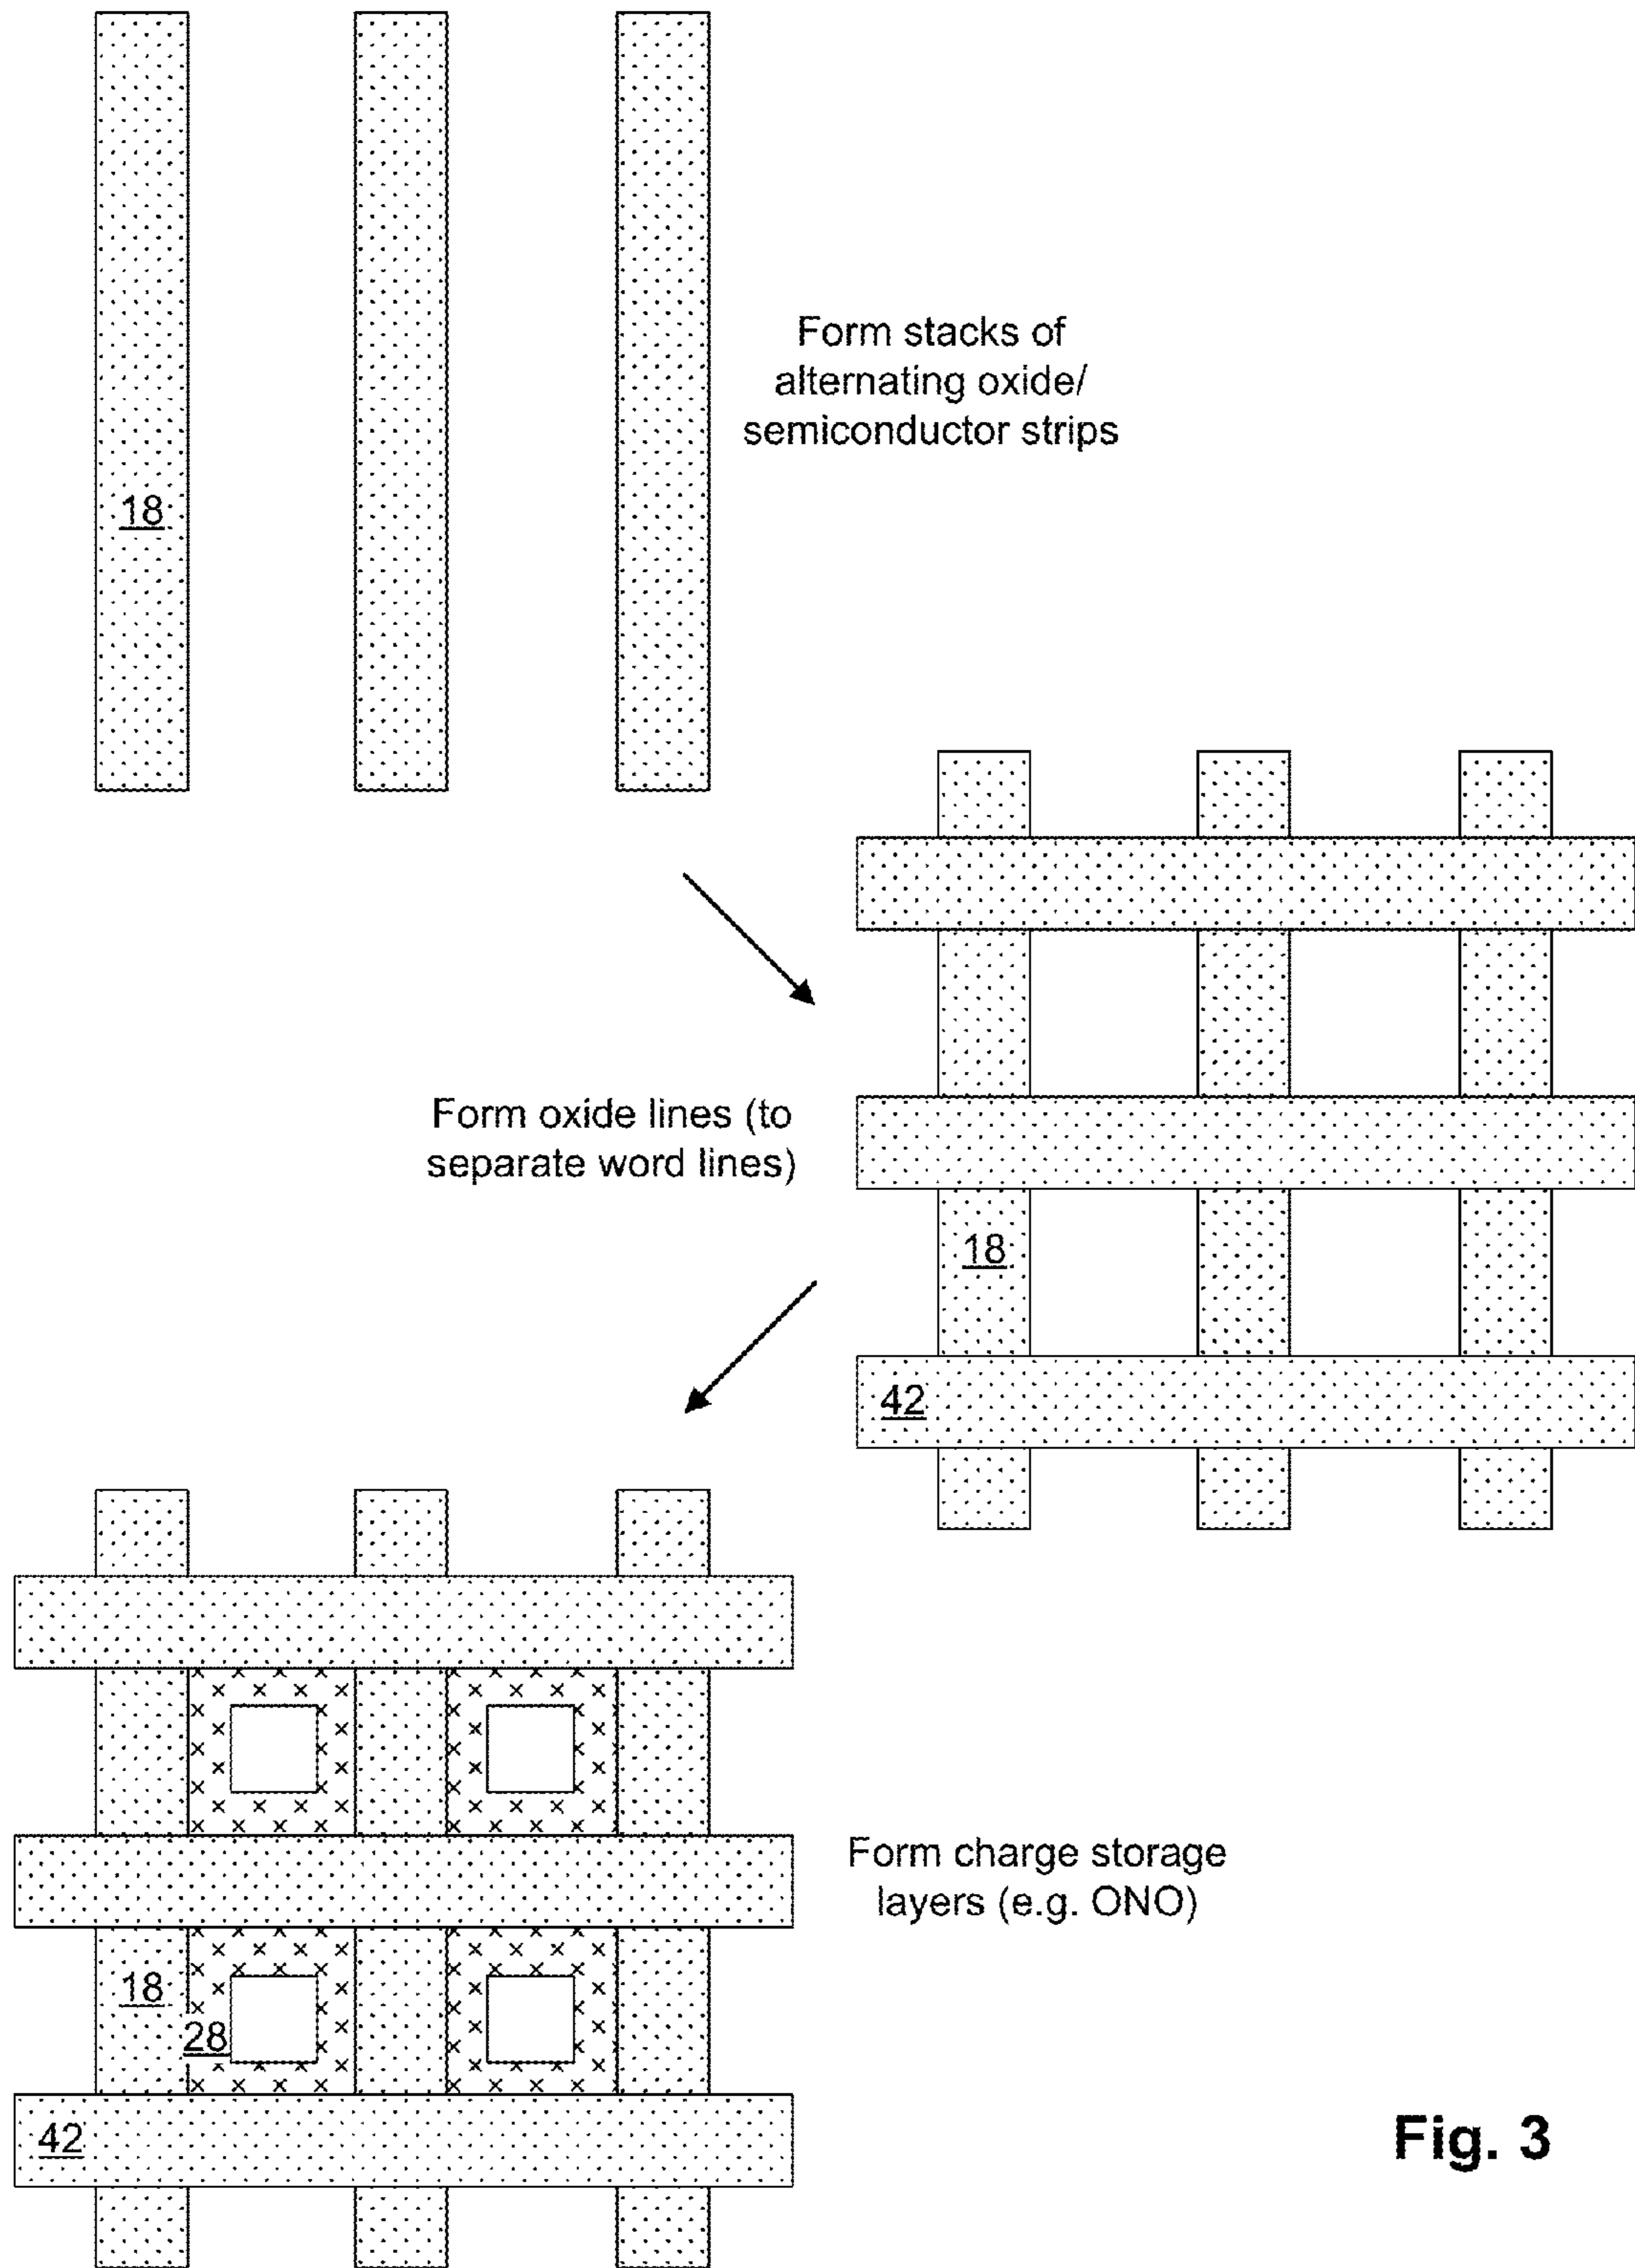 Form stacks of
alternating oxide/
semiconductor strips
18
Form oxide lines (to
separate word lines)
18
42
Form charge storage
layers (e.g. ONO)
18
28
42
Fig. 3